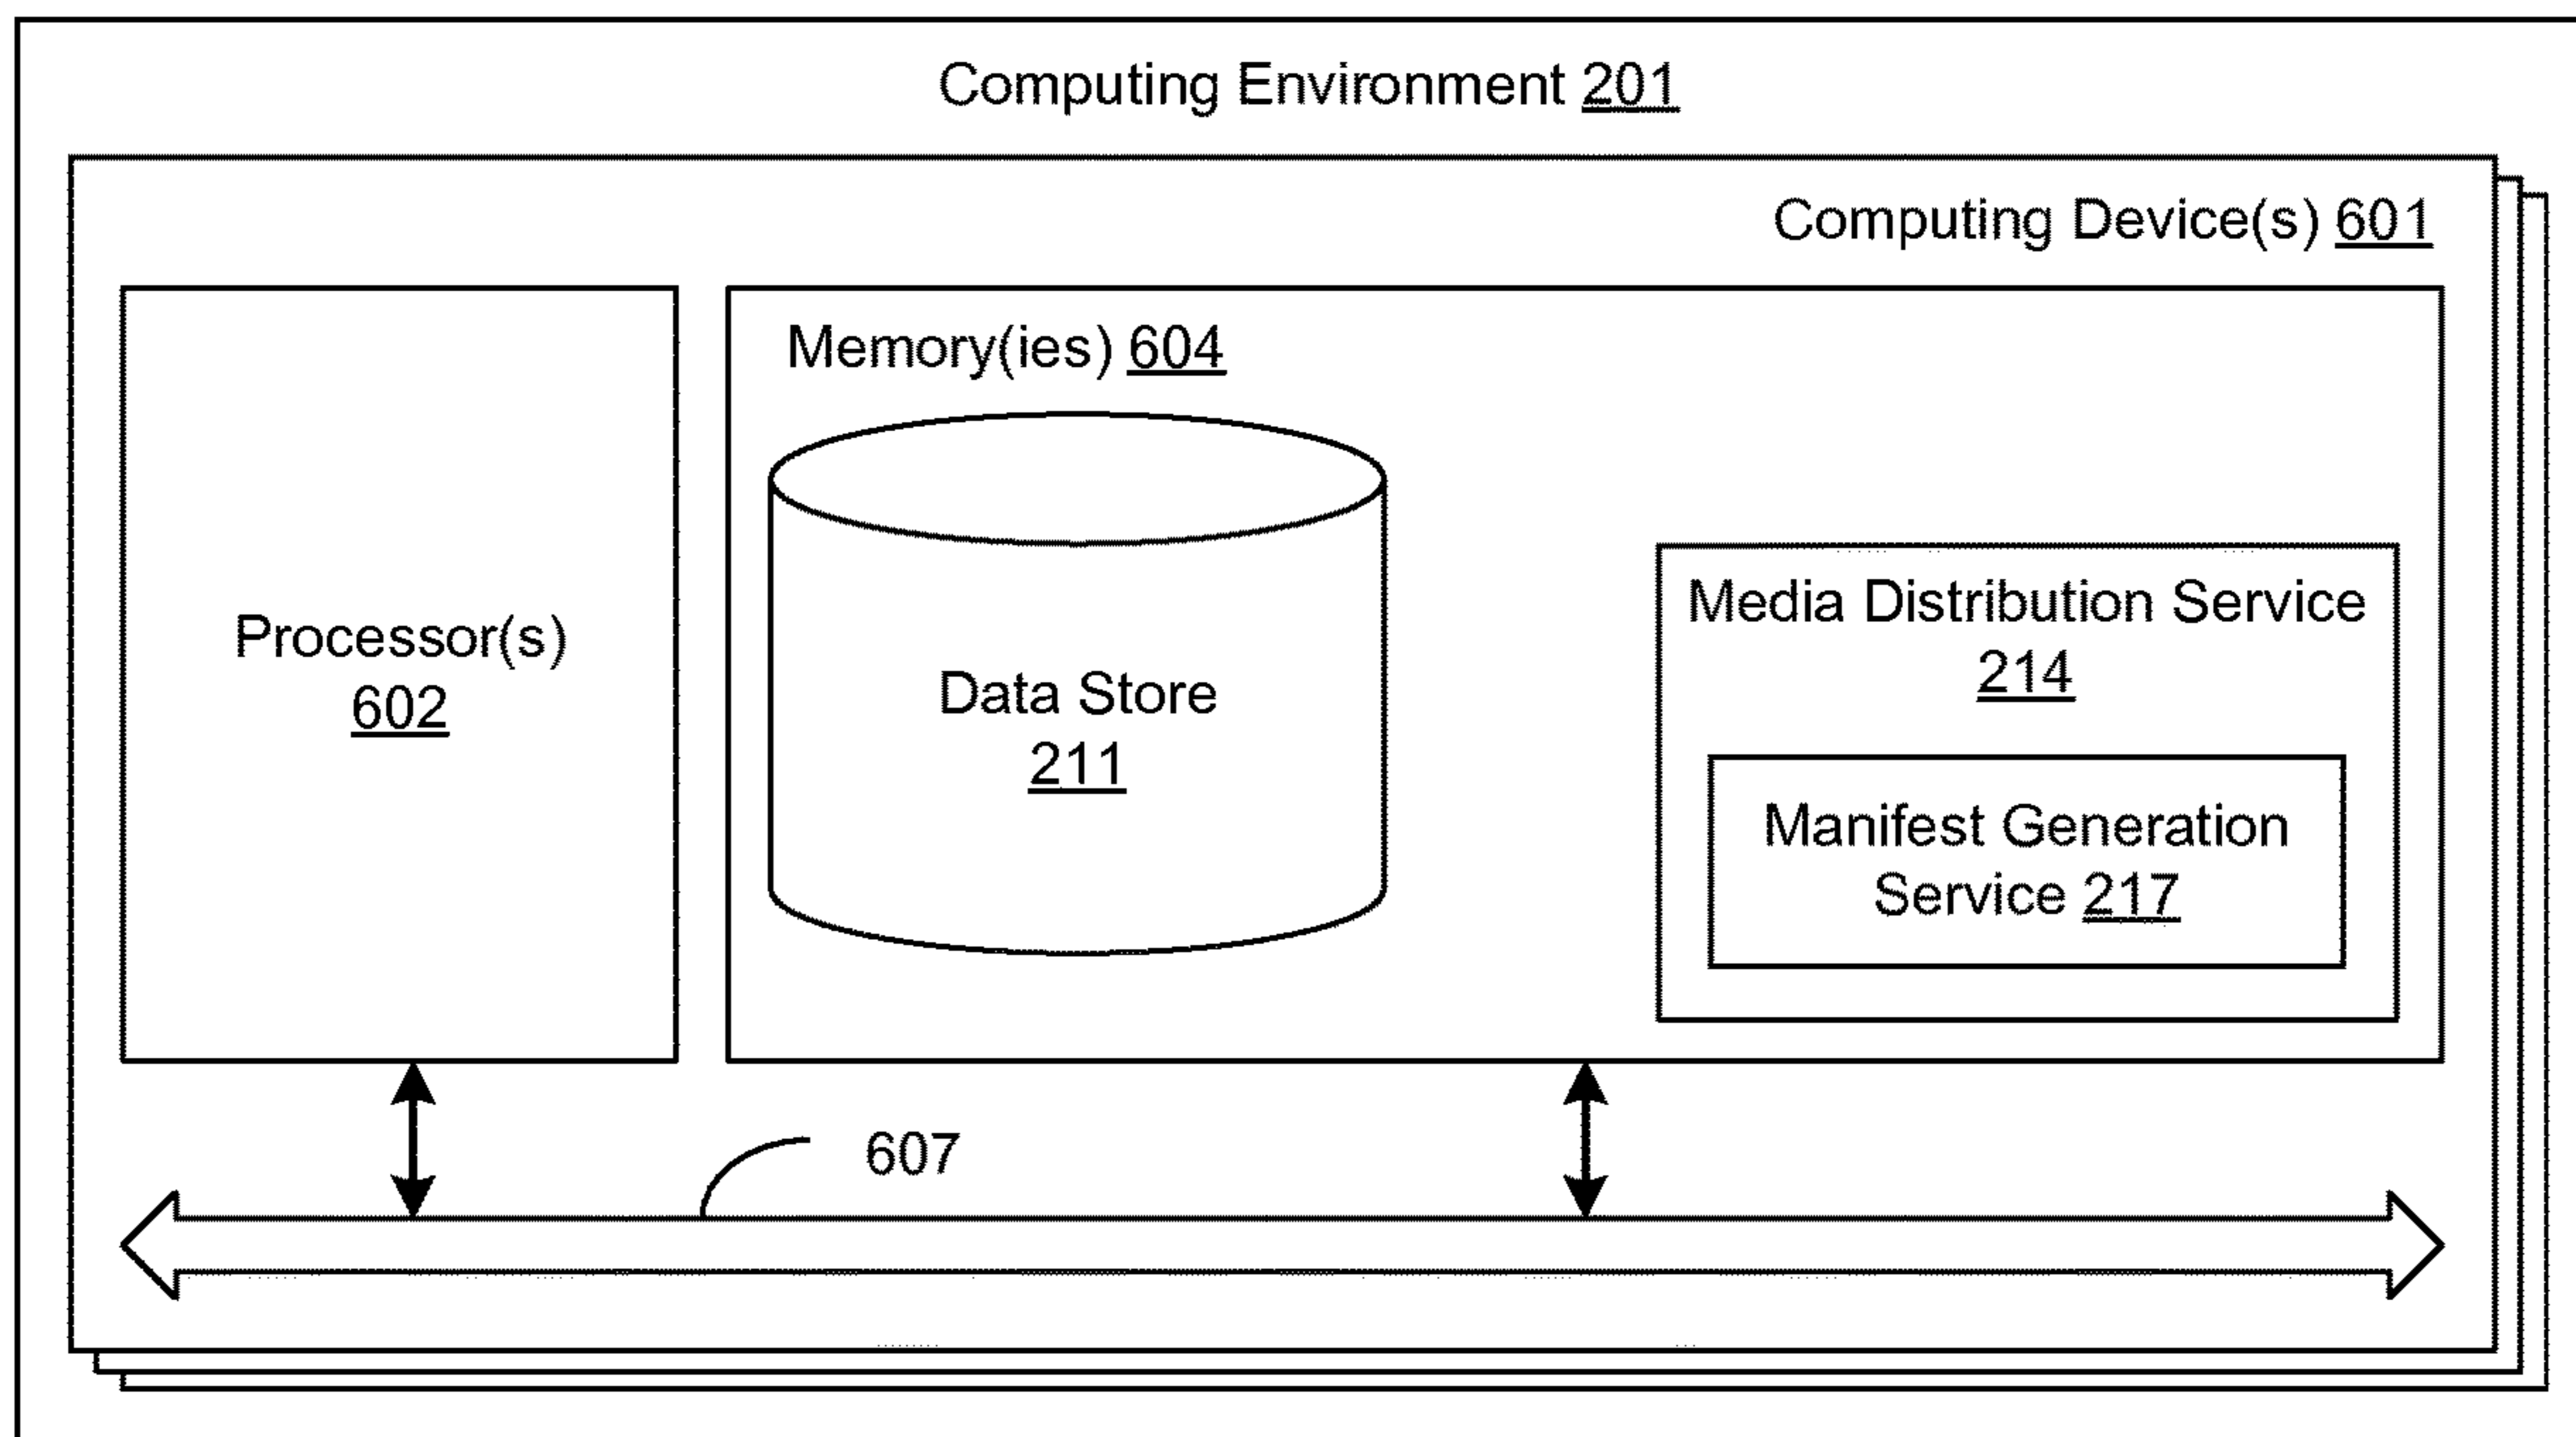 Computing Environment 201
Computing Device(s) 601
Memory(ies) 604
Processor(s)
602
Data Store
211
Media Distribution Service
214
Manifest Generation
Service 217
607